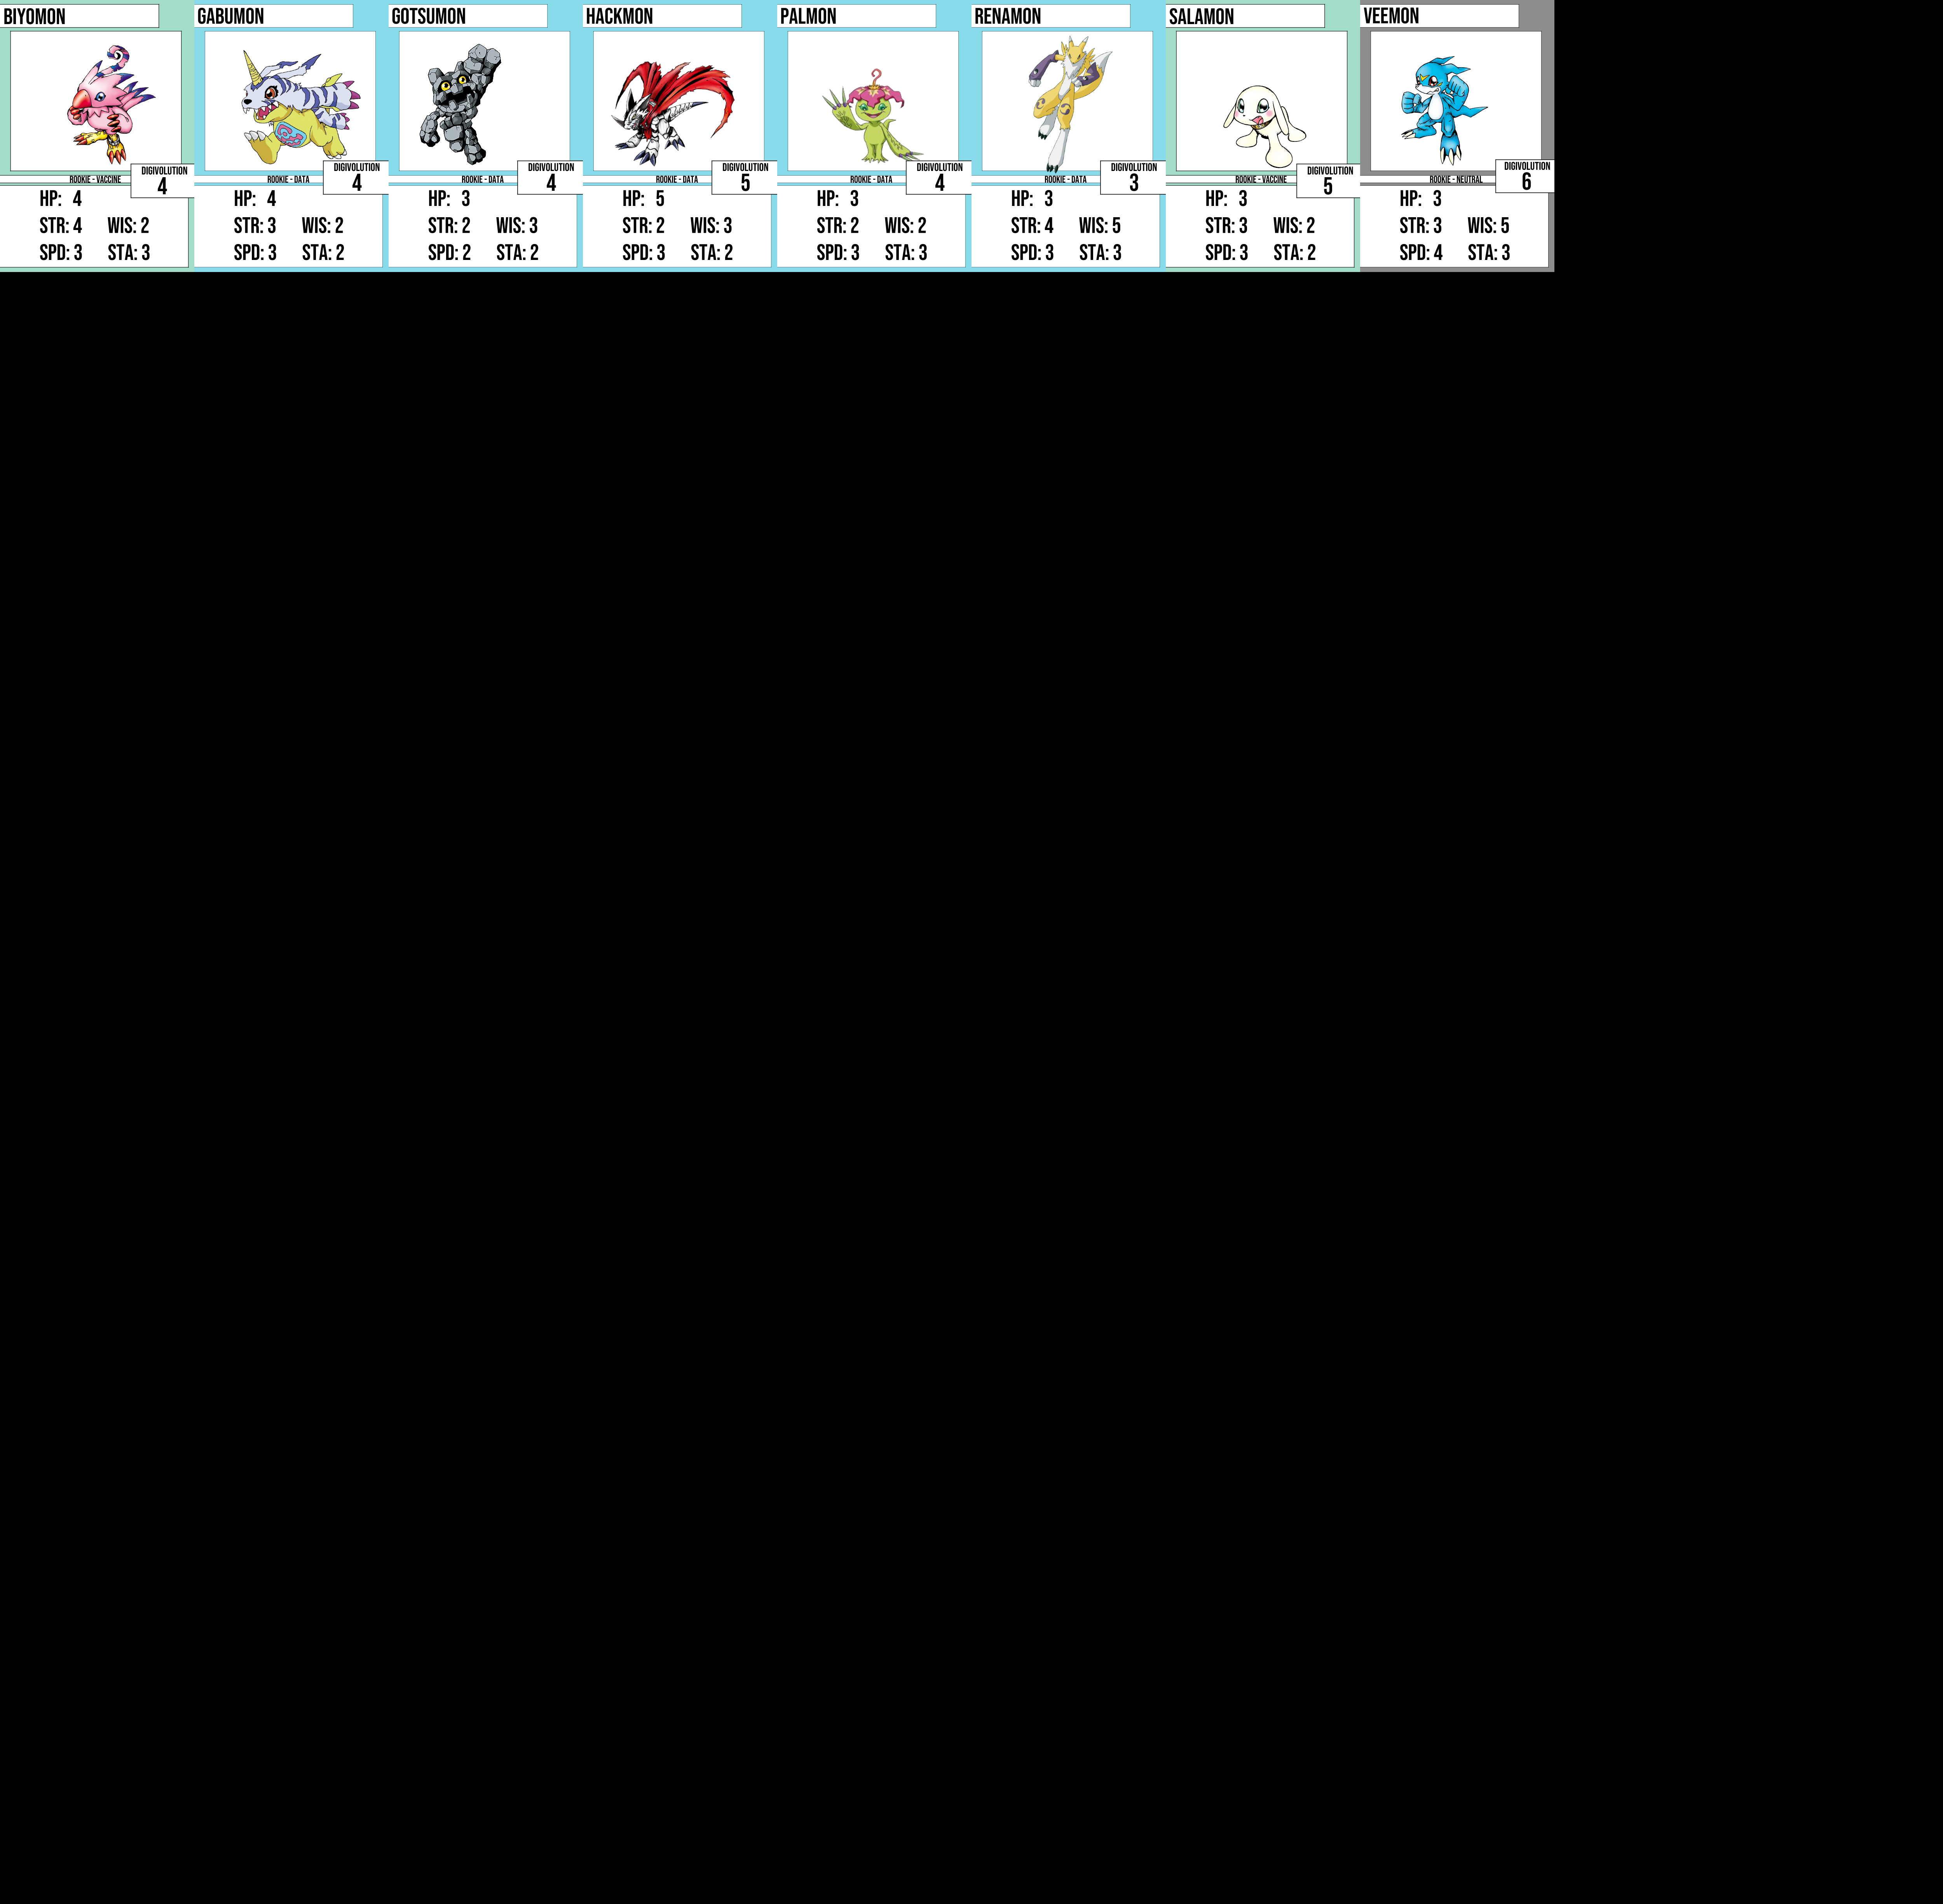 BIYOMON
DIGIVOLUTION
4
ROOKIE - VACCINE
HP: 4
STR: 4 WIS: 2
SPD: 3 STA: 3
GABUMON
DIGIVOLUTION
4
ROOKIE - DATA
HP: 4
STR: 3 WIS: 2
SPD: 3 STA: 2
GOTSUMON
DIGIVOLUTION
4
ROOKIE - DATA
HP: 3
STR: 2 WIS: 3
SPD: 2 STA: 2
HACKMON
DIGIVOLUTION
5
ROOKIE - DATA
HP: 5
STR: 2 WIS: 3
SPD: 3 STA: 2
PALMON
DIGIVOLUTION
4
ROOKIE - DATA
HP: 3
STR: 2 WIS: 2
SPD: 3 STA: 3
RENAMON
DIGIVOLUTION
3
ROOKIE - DATA
HP: 3
STR: 4 WIS: 5
SPD: 3 STA: 3
SALAMON
DIGIVOLUTION
5
ROOKIE - VACCINE
HP: 3
STR: 3 WIS: 2
SPD: 3 STA: 2
VEEMON
DIGIVOLUTION
6
ROOKIE - NEUTRAL
HP: 3
STR: 3 WIS: 5
SPD: 4 STA: 3